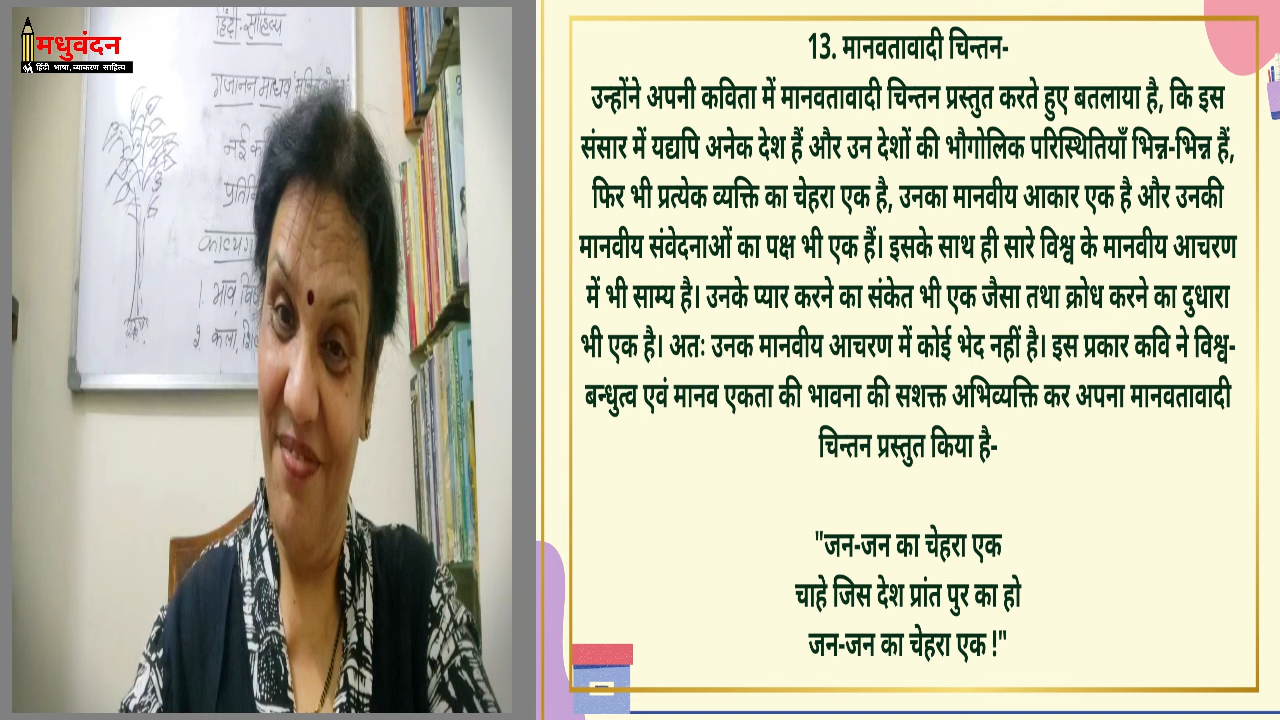 मधुवंदन
हिंदी भाषा, व्याकरण साहित्य
हिंदी-साहित्य
गजानन माधव
नई क
1. भाव
2 कला,
13. मानवतावादी चिन्तन-
उन्होंने अपनी कविता में मानवतावादी चिन्तन प्रस्तुत करते हुए बतलाया है, कि इस
संसार में यद्यपि अनेक देश हैं और उन देशों की भौगोलिक परिस्थितियाँ भिन्न-भिन्न हैं,
फिर भी प्रत्येक व्यक्ति का चेहरा एक है, उनका मानवीय आकार एक है और उनकी
मानवीय संवेदनाओं का पक्ष भी एक हैं। इसके साथ ही सारे विश्व के मानवीय आचरण
में भी साम्य है। उनके प्यार करने का संकेत भी एक जैसा तथा क्रोध करने का दुधारा
भी एक है। अतः उनक मानवीय आचरण में कोई भेद नहीं है। इस प्रकार कवि ने विश्व-
बन्धुत्व एवं मानव एकता की भावना की सशक्त अभिव्यक्ति कर अपना मानवतावादी
चिन्तन प्रस्तुत किया है-
"जन-जन का चेहरा एक
चाहे जिस देश प्रांत पुर का हो
जन-जन का चेहरा एक !"